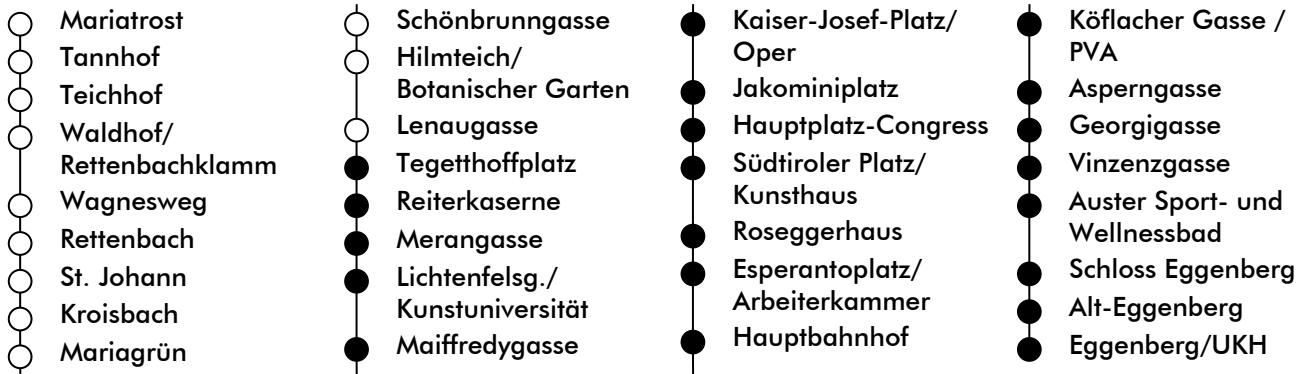 Mariatrost
Tannhof
Teichhof
Waldhof/
Rettenbachklamm
Wagnesweg
Rettenbach
St. Johann
Kroisbach
Mariagrün
Schönbrunngasse
Hilmteich/
Botanischer Garten
Lenaugasse
Tegetthoffplatz
Reiterkaserne
Merangasse
Lichtenfelsg./
Kunstuniversität
Maiffredygasse
Kaiser-Josef-Platz/
Oper
Jakominiplatz
Hauptplatz-Congress
Südtiroler Platz/
Kunsthaus
Roseggerhaus
Esperantoplatz/
Arbeiterkammer
Hauptbahnhof
Köflacher Gasse /
PVA
Asperngasse
Georgigasse
Vinzenzgasse
Auster Sport- und
Wellnessbad
Schloss Eggenberg
Alt-Eggenberg
Eggenberg/UKH